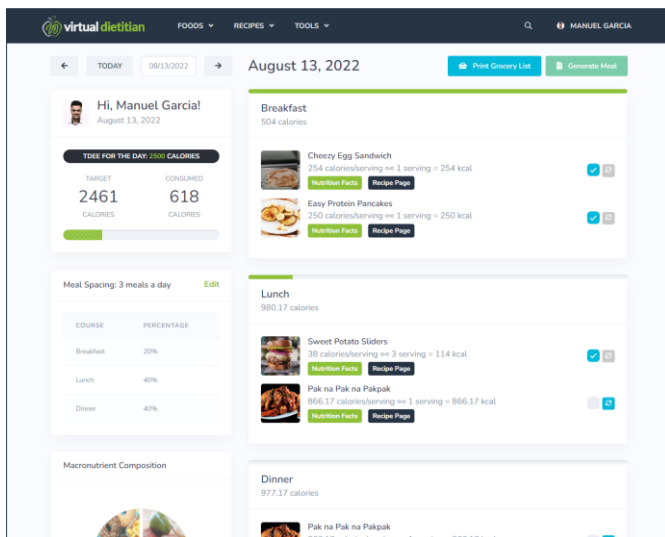 virtual dietitian FOODS RECIPES TOOLS MANUEL GARCIA
TODAY 08/13/2022
August 13, 2022
Print Grocery List Generate Meal
Hi, Manuel Garcia!
August 13, 2022
TDEE FOR THE DAY: 2500 CALORIES
TARGET CONSUMED
2461 618
CALORIES CALORIES
Meal Spacing: 3 meals a day Edit
COURSE PERCENTAGE
Breakfast 20%
Lunch 40%
Dinner 40%
Macronutrient Composition
Breakfast
504 calories
Cheezy Egg Sandwich
254 calories/serving ⚯ 1 serving = 254 kcal
Nutrition Facts Recipe Page
Easy Protein Pancakes
250 calories/serving ⚯ 1 serving = 250 kcal
Nutrition Facts Recipe Page
Lunch
980.17 calories
Sweet Potato Sliders
38 calories/serving ⚯ 3 serving = 114 kcal
Nutrition Facts Recipe Page
Pak na Pak na Pakpak
866.17 calories/serving ⚯ 1 serving = 866.17 kcal
Nutrition Facts Recipe Page
Dinner
977.17 calories
Pak na Pak na Pakpak